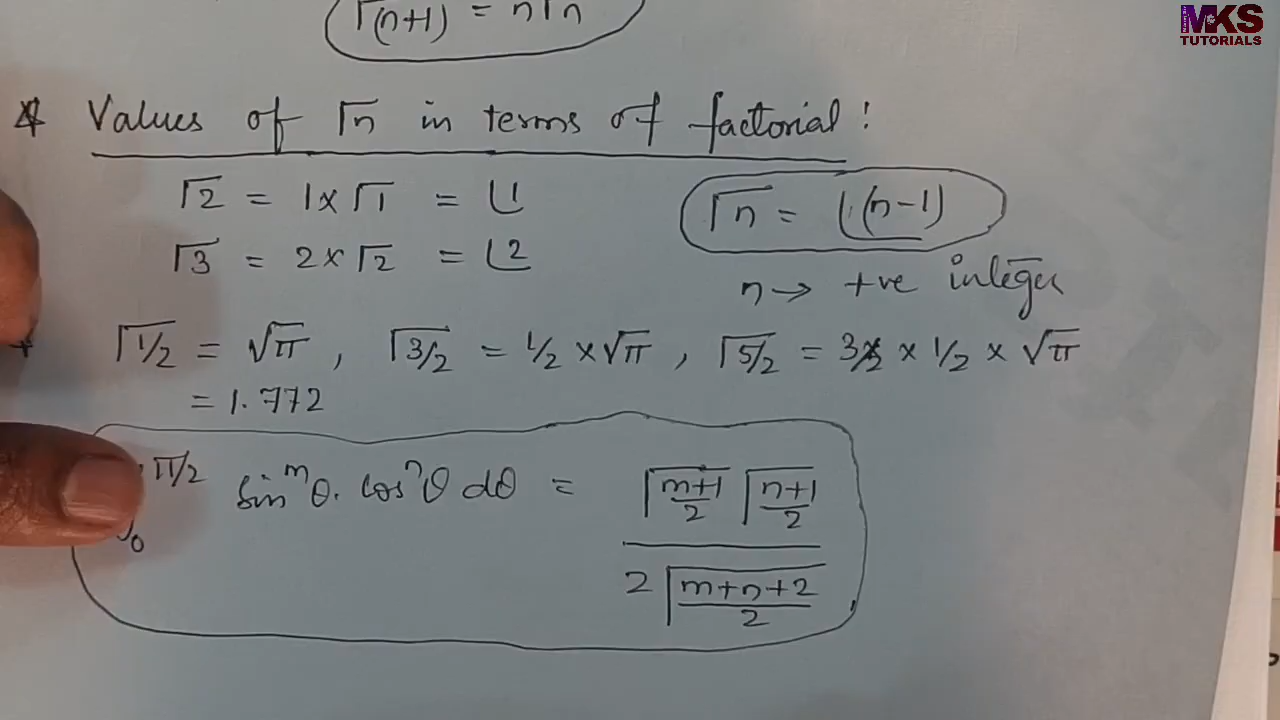 MKS
TUTORIALS
Γ(n+1) = nΓn
* Values of Γn in terms of factorial :
Γ2 = 1×Γ1 = ⌊1
Γn = ⌊(n-1)
Γ3 = 2×Γ2 = ⌊2
n → +ve integer
Γ1/2 = √π , Γ3/2 = 1/2 × √π , Γ5/2 = 3/2 × 1/2 × √π
= 1.772
∫₀^π/2 sin^m θ. cos^n θ dθ = Γ(m+1)/2 Γ(n+1)/2 / 2 Γ(m+n+2)/2